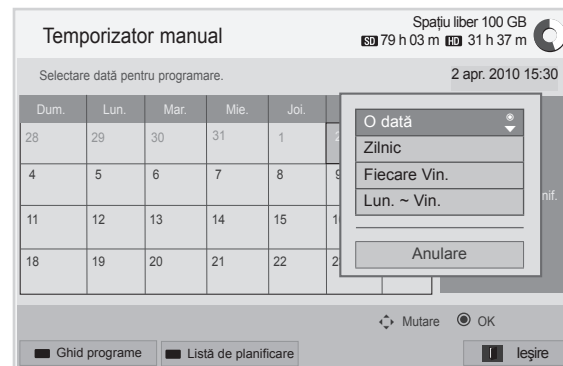 Temporizator manual
Spațiu liber 100 GB
SD 79 h 03 m HD 31 h 37 m
Selectare dată pentru programare.
2 apr. 2010 15:30
Dum. Lun. Mar. Mie. Joi.
28 29 30 31 1
4 5 6 7 8 9
11 12 13 14 15
18 19 20 21 22
O dată
Zilnic
Fiecare Vin.
Lun. ~ Vin.
Anulare
nif.
Mutare OK
Ghid programe Listă de planificare Ieşire